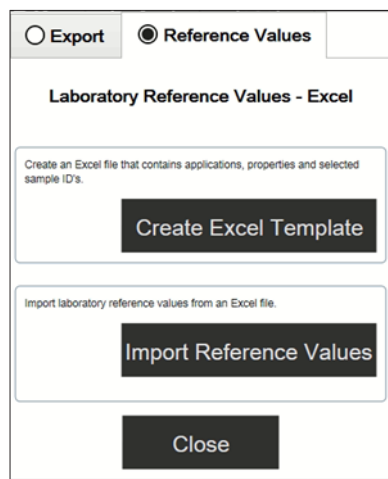 Export Reference Values
Laboratory Reference Values - Excel
Create an Excel file that contains applications, properties and selected
sample ID's.
Create Excel Template
Import laboratory reference values from an Excel file.
Import Reference Values
Close